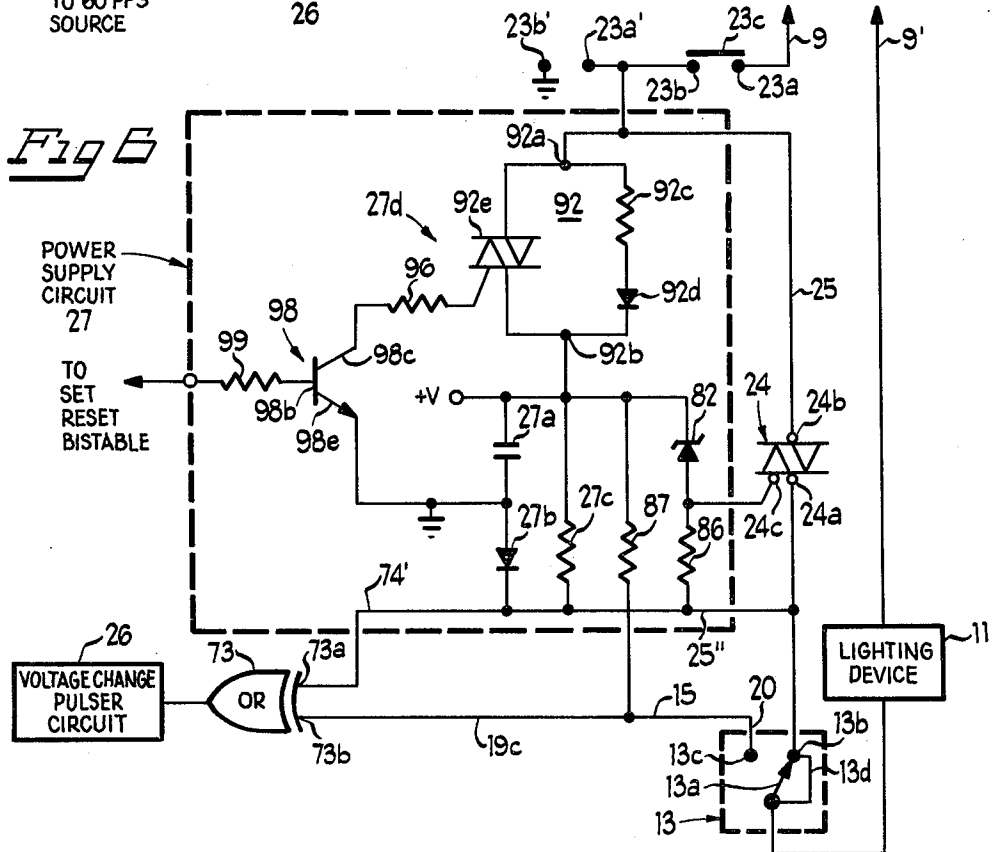 TO 60 PPS
SOURCE
26
23b'
23a'
23c
9
9'
23b
23a
Fig 6
92a
92
92c
27d
92e
POWER
SUPPLY
CIRCUIT
27
96
92d
25
98
99
98c
92b
TO
SET
RESET
BISTABLE
98b
98e
+V
27a
82
24
24b
27b
27c
87
86
24c
24a
74'
25"
26
73
73a
LIGHTING
DEVICE
11
VOLTAGE CHANGE
PULSER
CIRCUIT
OR
15
20
73b
19c
13c
13b
13a
13d
13